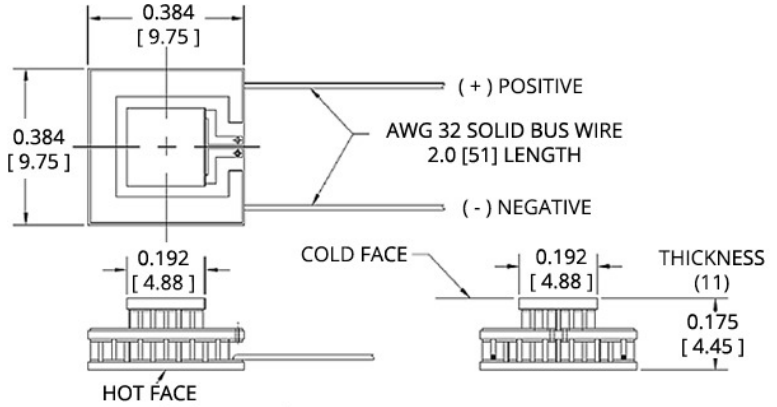 0.384
[ 9.75 ]
( + ) POSITIVE
0.384
[ 9.75 ]
AWG 32 SOLID BUS WIRE
2.0 [51] LENGTH
( - ) NEGATIVE
0.192
[ 4.88 ]
COLD FACE
0.192
[ 4.88 ]
THICKNESS
(11)
0.175
[ 4.45 ]
HOT FACE